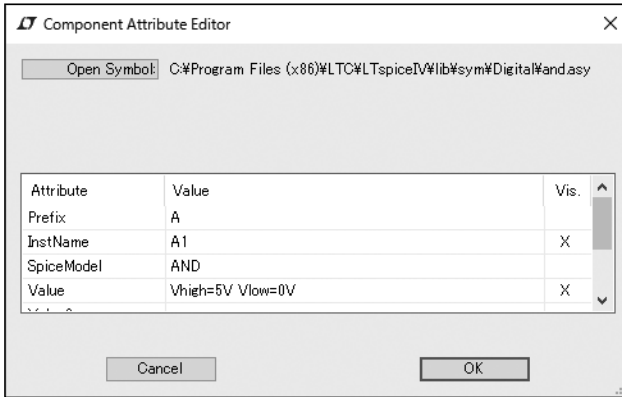 Component Attribute Editor
Open Symbol: C:¥Program Files (x86)¥LTC¥LTspiceIV¥lib¥sym¥Digital¥and.asy
Attribute Value Vis.
Prefix A
InstName A1 X
SpiceModel AND
Value Vhigh=5V Vlow=0V X
Cancel OK